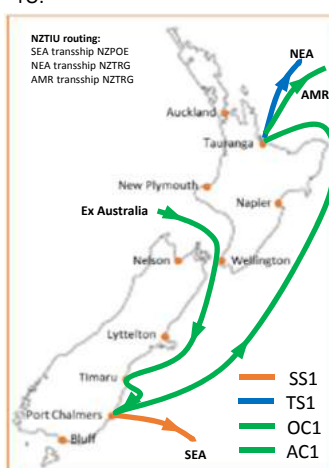 NZTIU routing:
SEA transship NZPOE
NEA transship NZTRG
AMR transship NZTRG
NEA
AMR
Auckland
Tauranga
New Plymouth
Napier
Ex Australia
Nelson
Wellington
Lyttelton
Timaru
Port Chalmers
Bluff
SEA
SS1
TS1
OC1
AC1